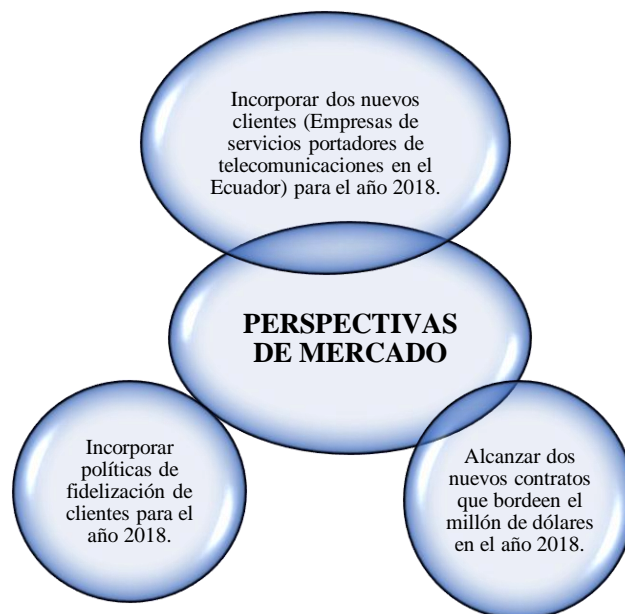 Incorporar dos nuevos
clientes (Empresas de
servicios portadores de
telecomunicaciones en el
Ecuador) para el año 2018.
PERSPECTIVAS
DE MERCADO
Incorporar
políticas de
fidelización de
clientes para el
año 2018.
Alcanzar dos
nuevos contratos
que bordeen el
millón de dólares
en el año 2018.